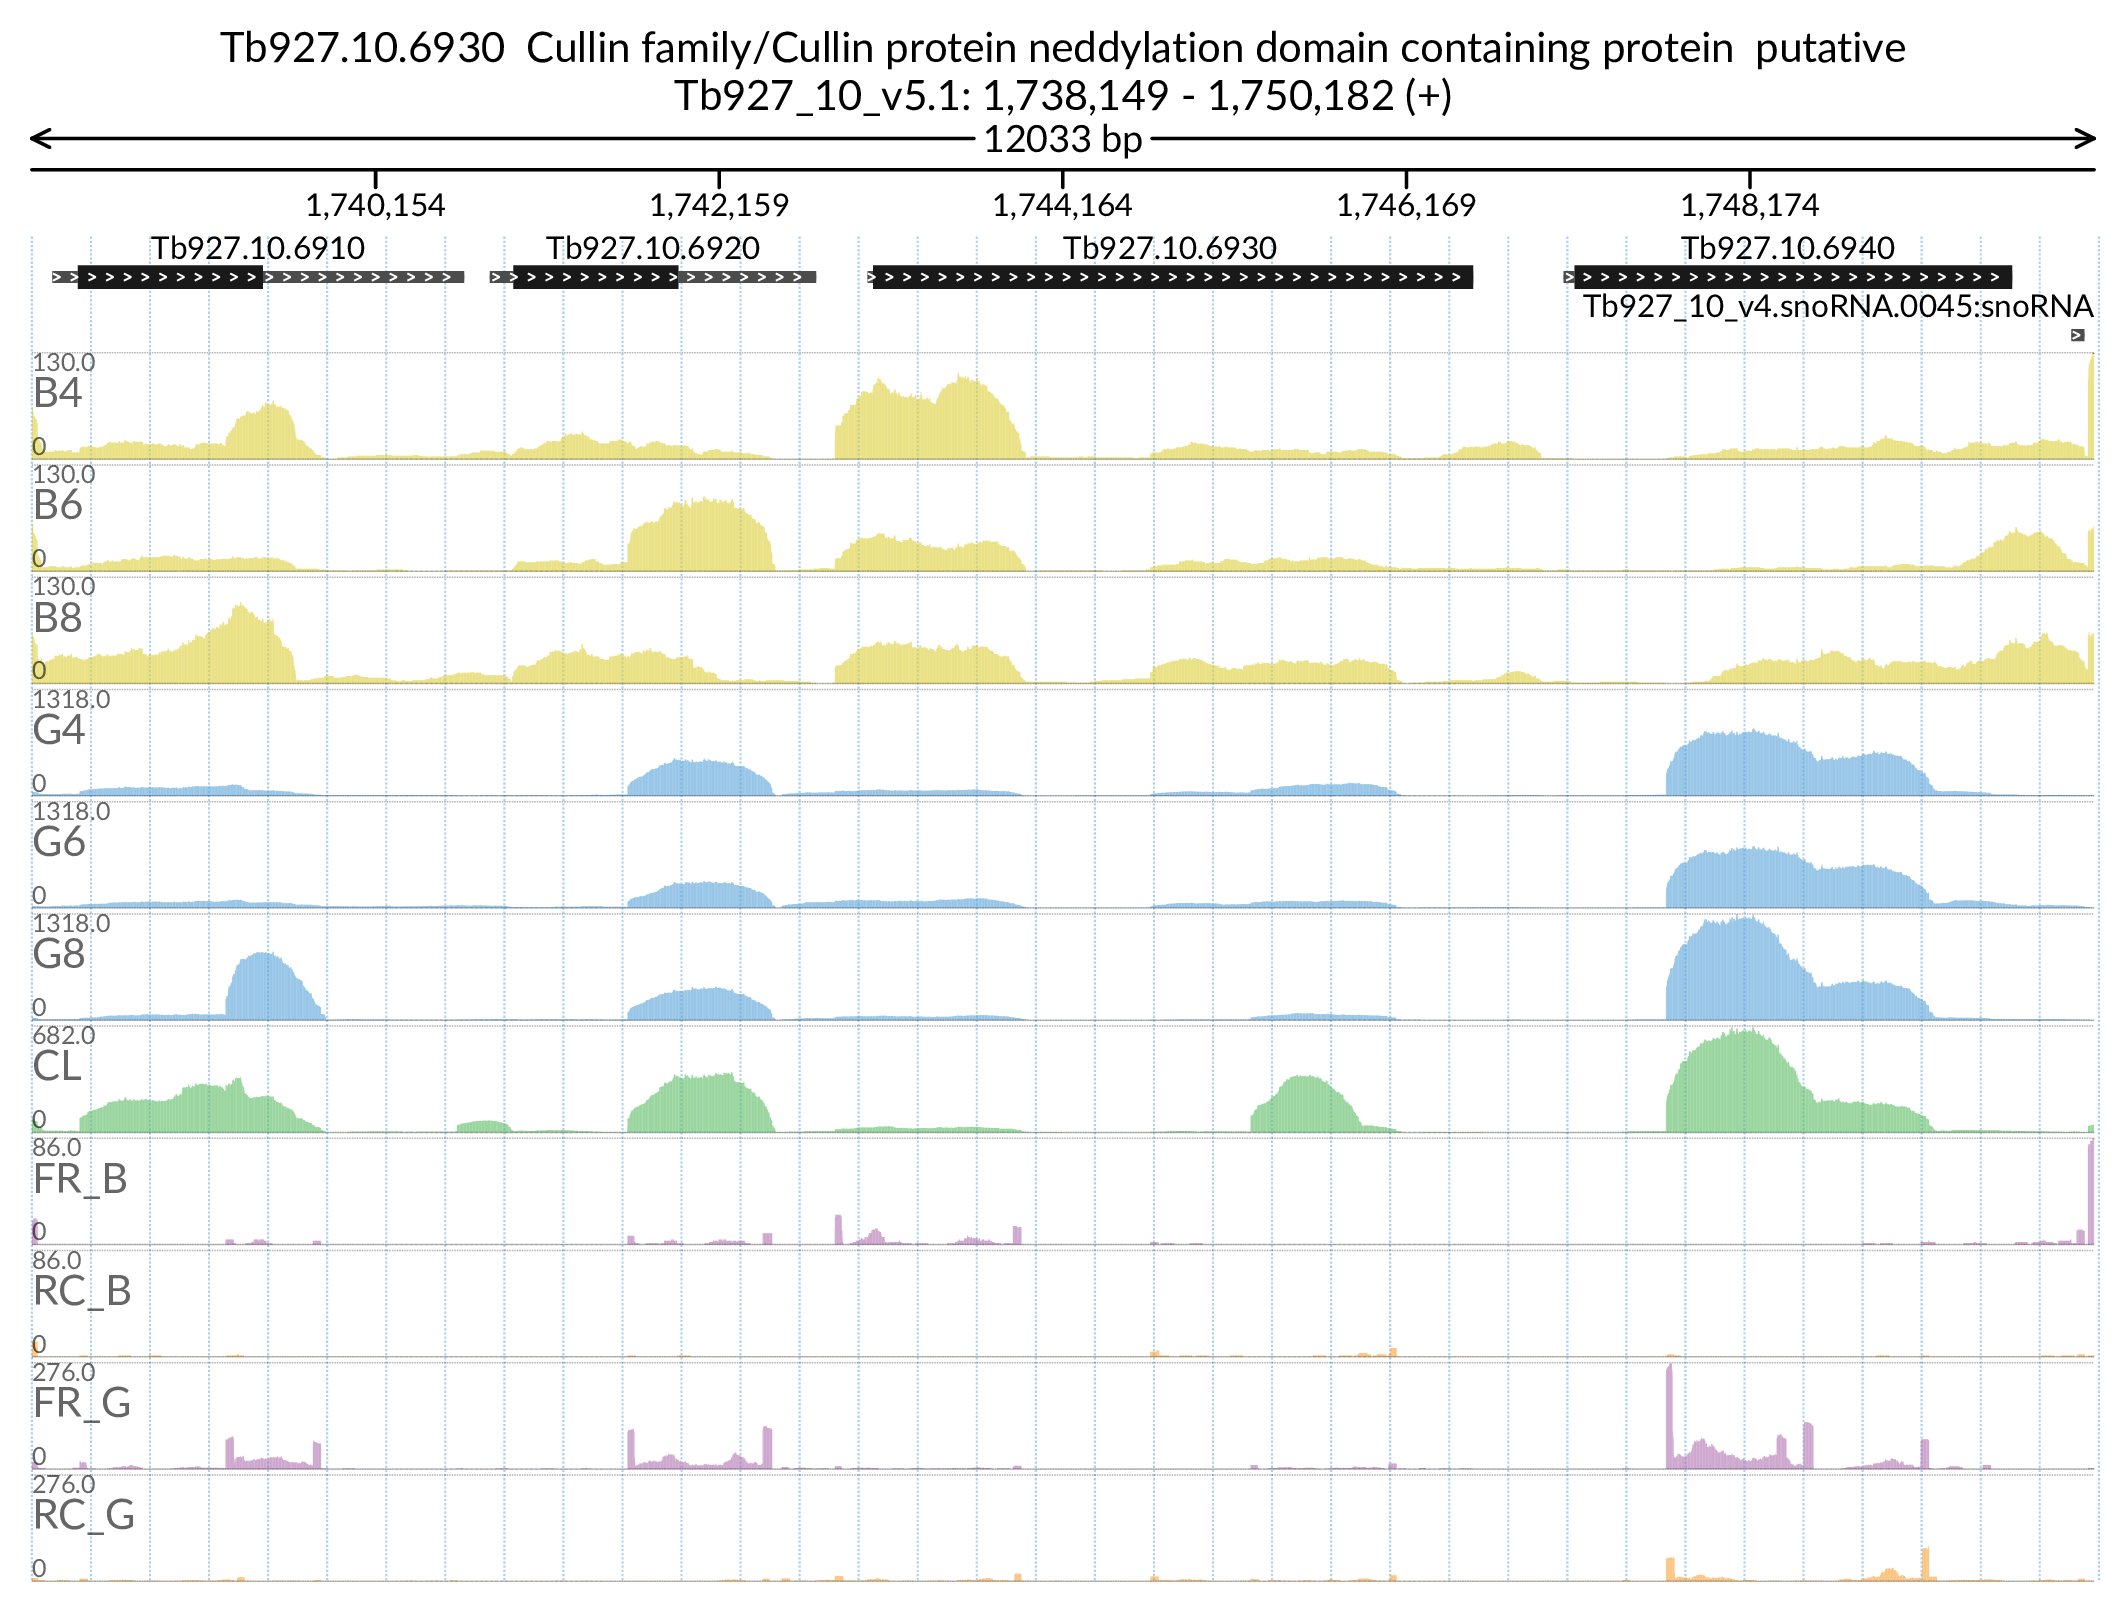 Tb927.10.6930  Cullin family/Cullin protein neddylation domain containing protein  putative
Tb927_10_v5.1: 1,738,149 - 1,750,182 (+)
12033 bp
1,740,154 1,742,159 1,744,164 1,746,169 1,748,174
Tb927.10.6910 Tb927.10.6920 Tb927.10.6930 Tb927.10.6940
Tb927_10_v4.snoRNA.0045:snoRNA
130.0
B4
0
130.0
B6
0
130.0
B8
0
1318.0
G4
0
1318.0
G6
0
1318.0
G8
0
682.0
CL
0
86.0
FR_B
0
86.0
RC_B
0
276.0
FR_G
0
276.0
RC_G
0